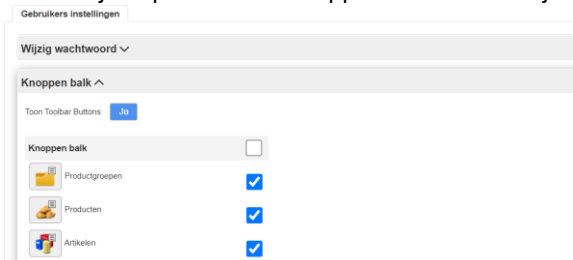 Gebruikers instellingen
Wijzig wachtwoord
Knoppen balk
Toon Toolbar Buttons: Ja
Knoppen balk
Productgroepen
Producten
Artikelen